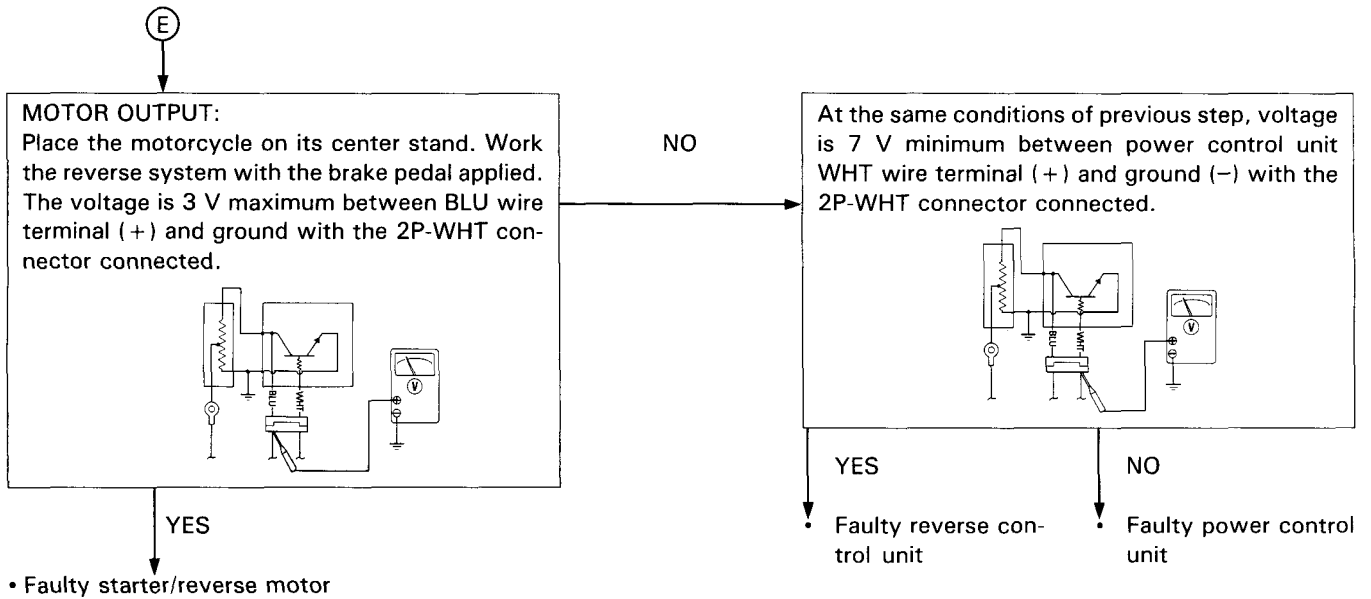 E
MOTOR OUTPUT:
Place the motorcycle on its center stand. Work
the reverse system with the brake pedal applied.
The voltage is 3 V maximum between BLU wire
terminal (+) and ground with the 2P-WHT con-
nector connected.
BLU
WHT
V
⊕
⊖
NO
At the same conditions of previous step, voltage
is 7 V minimum between power control unit
WHT wire terminal (+) and ground (−) with the
2P-WHT connector connected.
BLU
WHT
V
⊕
⊖
YES
• Faulty starter/reverse motor
YES
• Faulty reverse con-
trol unit
NO
• Faulty power control
unit